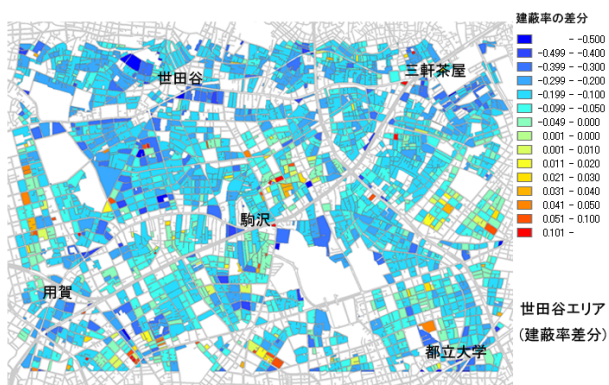 建蔽率の差分
- -0.500
-0.499 - -0.400
-0.399 - -0.300
-0.299 - -0.200
-0.199 - -0.100
-0.099 - -0.050
-0.049 - 0.000
0.001 - 0.000
0.001 - 0.010
0.011 - 0.020
0.021 - 0.030
0.031 - 0.040
0.041 - 0.050
0.051 - 0.100
0.101 -
世田谷
三軒茶屋
駒沢
用賀
都立大学
世田谷エリア
(建蔽率差分)